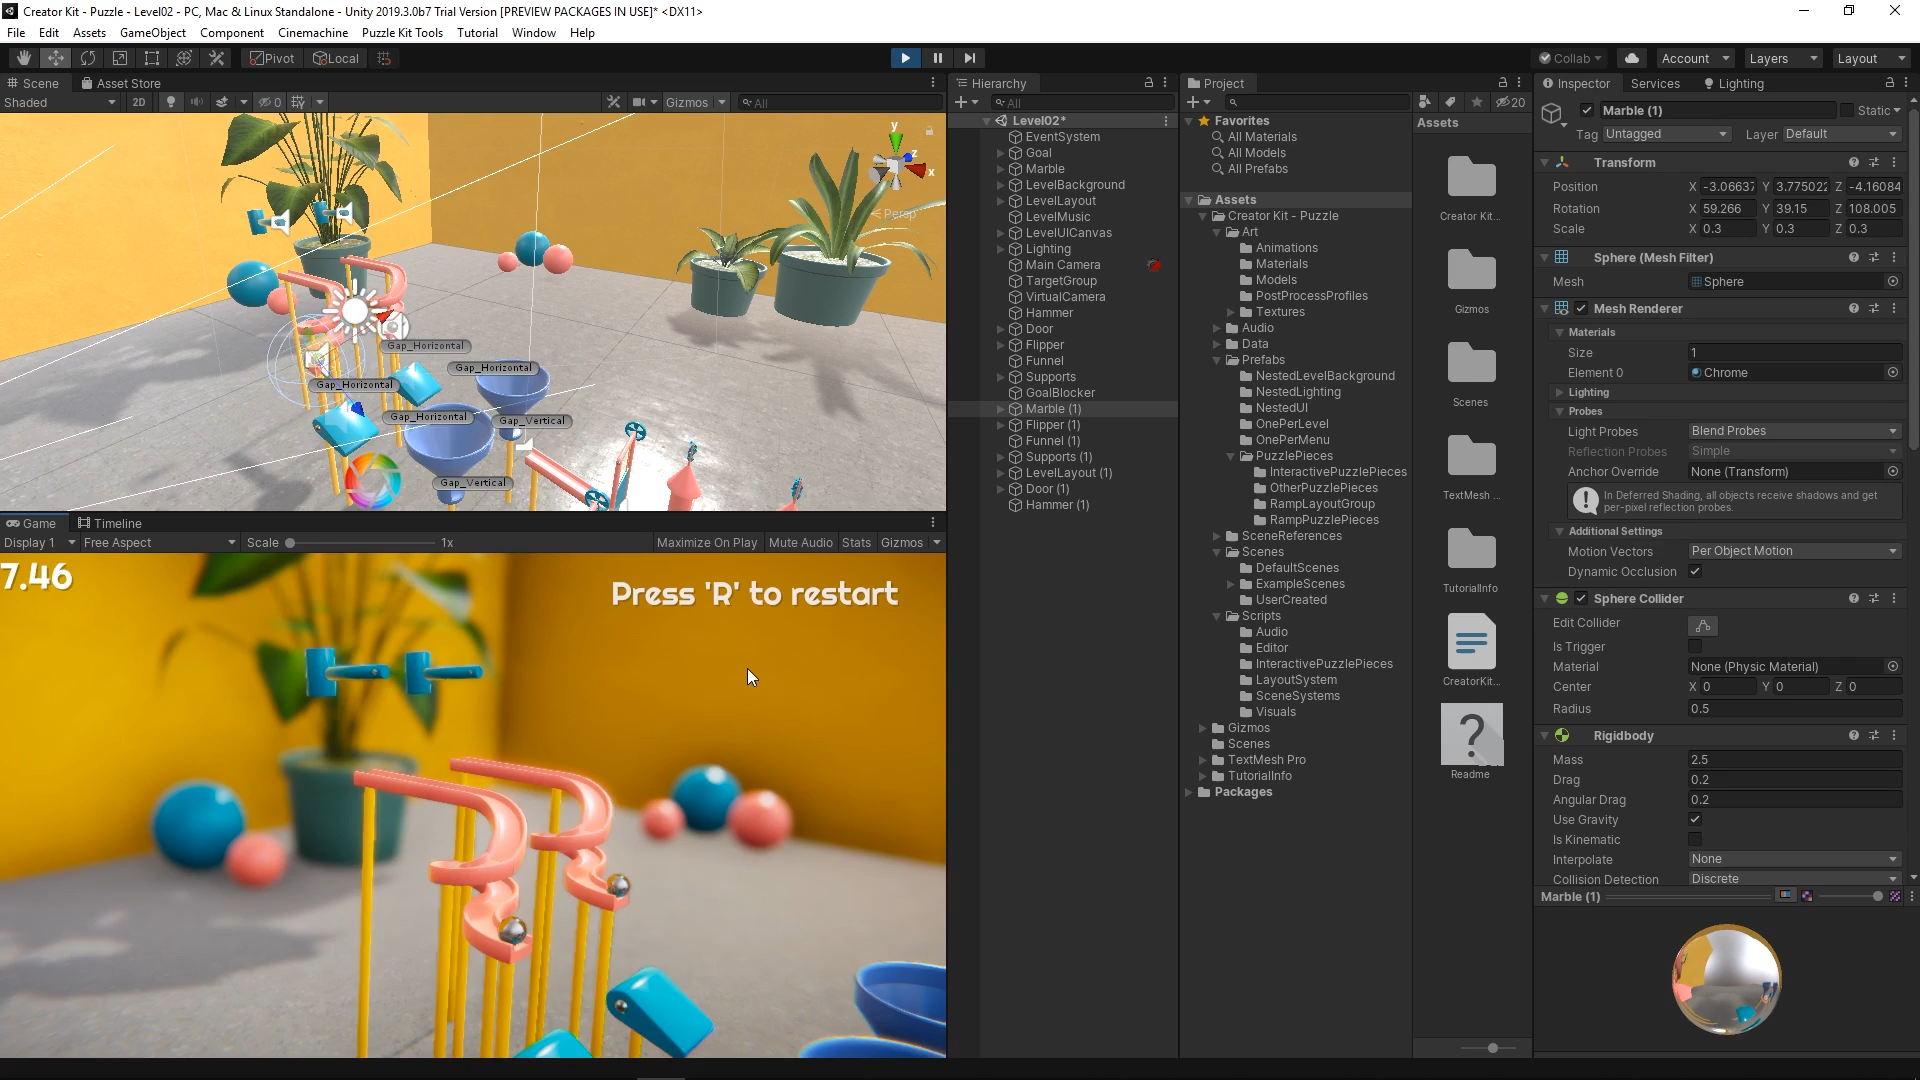 Creator Kit - Puzzle - Level02 - PC, Mac & Linux Standalone - Unity 2019.3.0b7 Trial Version [PREVIEW PACKAGES IN USE]* <DX11>
File Edit Assets GameObject Component Cinemachine Puzzle Kit Tools Tutorial Window Help
Pivot Local
Collab Account Layers Layout
Scene Asset Store
Shaded 2D 0 Gizmos All
y
z
x
Persp
Gap_Horizontal
Gap_Horizontal
Gap_Horizontal
Gap_Horizontal
Gap_Vertical
Gap_Vertical
Game Timeline
Display 1 Free Aspect Scale 1x Maximize On Play Mute Audio Stats Gizmos
7.46
Press 'R' to restart
Hierarchy
All
Level02*
EventSystem
Goal
Marble
LevelBackground
LevelLayout
LevelMusic
LevelUICanvas
Lighting
Main Camera
TargetGroup
VirtualCamera
Hammer
Door
Flipper
Funnel
Supports
GoalBlocker
Marble (1)
Flipper (1)
Funnel (1)
Supports (1)
LevelLayout (1)
Door (1)
Hammer (1)
Project
20
Favorites
All Materials
All Models
All Prefabs
Assets
Creator Kit - Puzzle
Art
Animations
Materials
Models
PostProcessProfiles
Textures
Audio
Data
Prefabs
NestedLevelBackground
NestedLighting
NestedUI
OnePerLevel
OnePerMenu
PuzzlePieces
InteractivePuzzlePieces
OtherPuzzlePieces
RampLayoutGroup
RampPuzzlePieces
SceneReferences
Scenes
DefaultScenes
ExampleScenes
UserCreated
Scripts
Audio
Editor
InteractivePuzzlePieces
LayoutSystem
SceneSystems
Visuals
Gizmos
Scenes
TextMesh Pro
TutorialInfo
Packages
Assets
Creator Kit...
Gizmos
Scenes
TextMesh ...
TutorialInfo
CreatorKit...
Readme
Inspector Services Lighting
Marble (1) Static
Tag Untagged Layer Default
Transform
Position X -3.06637 Y 3.775022 Z -4.16084
Rotation X 59.266 Y 39.15 Z 108.005
Scale X 0.3 Y 0.3 Z 0.3
Sphere (Mesh Filter)
Mesh Sphere
Mesh Renderer
Materials
Size 1
Element 0 Chrome
Lighting
Probes
Light Probes Blend Probes
Reflection Probes Simple
Anchor Override None (Transform)
In Deferred Shading, all objects receive shadows and get
per-pixel reflection probes.
Additional Settings
Motion Vectors Per Object Motion
Dynamic Occlusion
Sphere Collider
Edit Collider
Is Trigger
Material None (Physic Material)
Center X 0 Y 0 Z 0
Radius 0.5
Rigidbody
Mass 2.5
Drag 0.2
Angular Drag 0.2
Use Gravity
Is Kinematic
Interpolate None
Collision Detection Discrete
Marble (1)